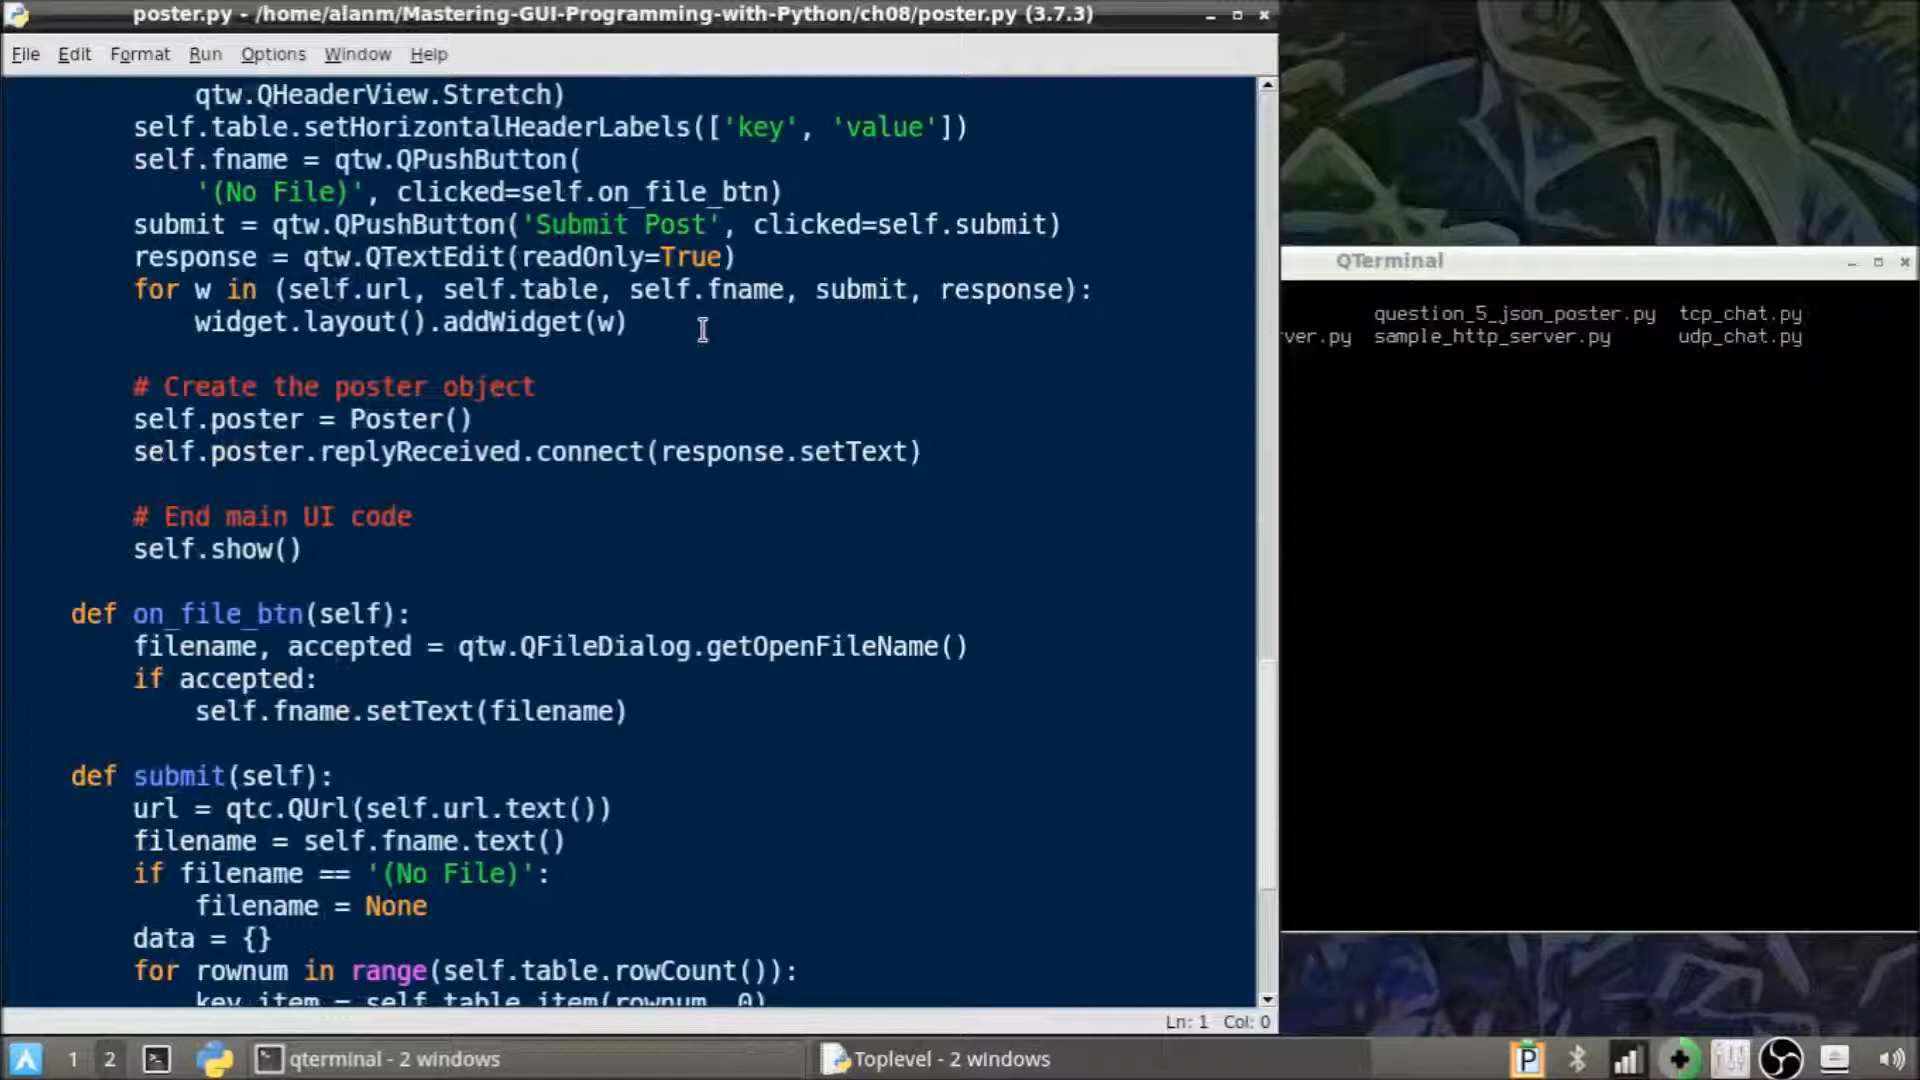 poster.py - /home/alanm/Mastering-GUI-Programming-with-Python/ch08/poster.py (3.7.3)
File Edit Format Run Options Window Help
qtw.QHeaderView.Stretch)
self.table.setHorizontalHeaderLabels(['key', 'value'])
self.fname = qtw.QPushButton(
'(No File)', clicked=self.on_file_btn)
submit = qtw.QPushButton('Submit Post', clicked=self.submit)
response = qtw.QTextEdit(readOnly=True)
for w in (self.url, self.table, self.fname, submit, response):
widget.layout().addWidget(w)
# Create the poster object
self.poster = Poster()
self.poster.replyReceived.connect(response.setText)
# End main UI code
self.show()
def on_file_btn(self):
filename, accepted = qtw.QFileDialog.getOpenFileName()
if accepted:
self.fname.setText(filename)
def submit(self):
url = qtc.QUrl(self.url.text())
filename = self.fname.text()
if filename == '(No File)':
filename = None
data = {}
for rownum in range(self.table.rowCount()):
key_item = self.table.item(rownum, 0)
Ln: 1 Col: 0
QTerminal
question_5_json_poster.py tcp_chat.py
ver.py sample_http_server.py udp_chat.py
1 2 qterminal - 2 windows Toplevel - 2 windows
P